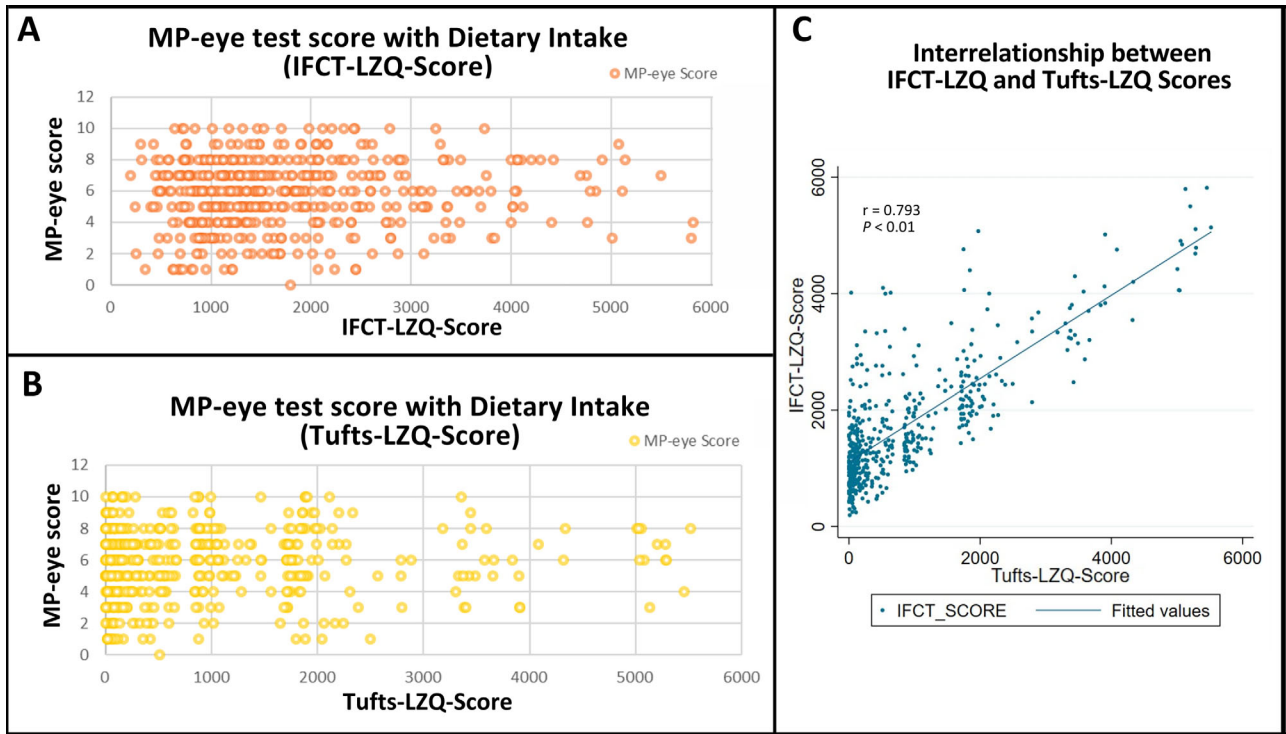 A
MP-eye test score with Dietary Intake
(IFCT-LZQ-Score)
MP-eye Score
MP-eye score
12
10
8
6
4
2
0
0 1000 2000 3000 4000 5000 6000
IFCT-LZQ-Score
B
MP-eye test score with Dietary Intake
(Tufts-LZQ-Score)
MP-eye Score
MP-eye score
12
10
8
6
4
2
0
0 1000 2000 3000 4000 5000 6000
Tufts-LZQ-Score
C
Interrelationship between
IFCT-LZQ and Tufts-LZQ Scores
r = 0.793
P < 0.01
IFCT-LZQ-Score
6000
4000
2000
0
0 2000 4000 6000
Tufts-LZQ-Score
IFCT_SCORE Fitted values